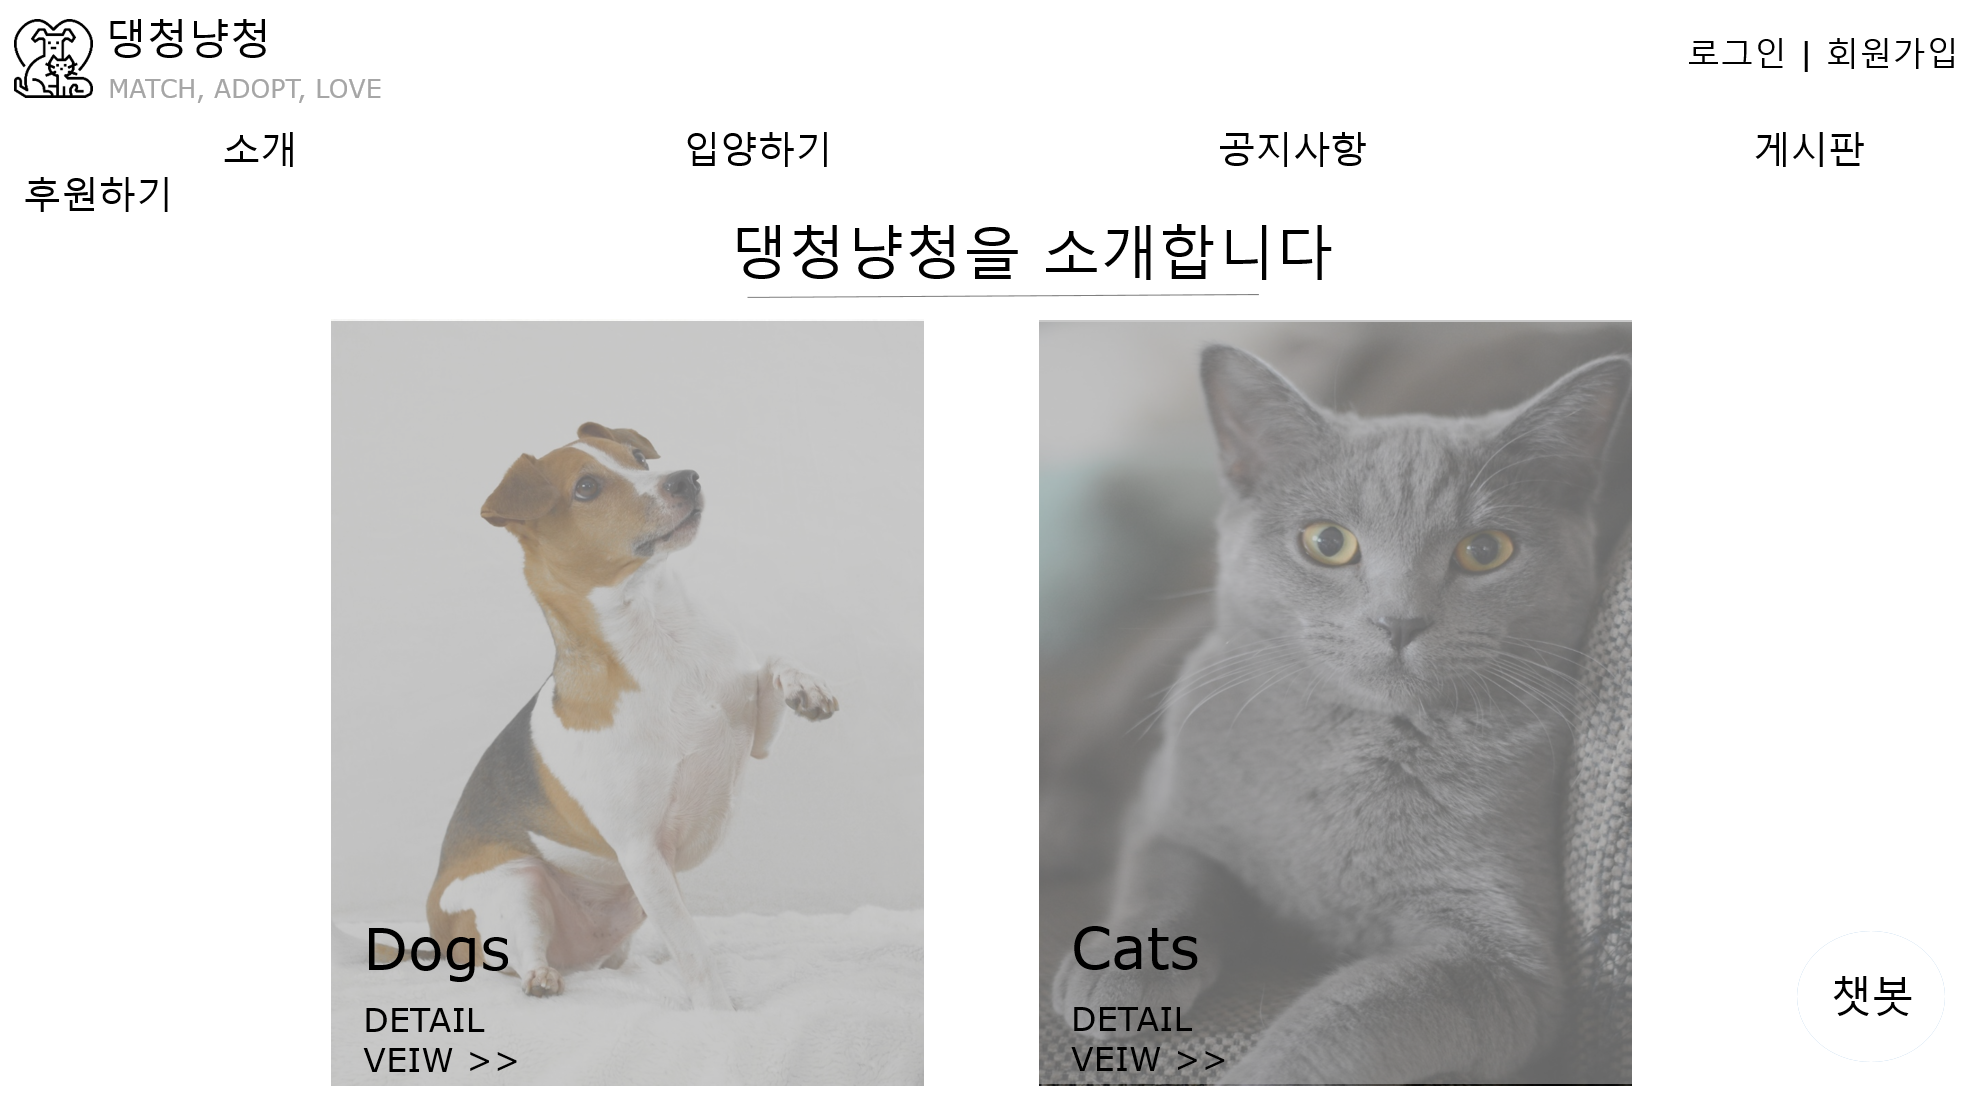 댕청냥청
MATCH, ADOPT, LOVE
로그인 | 회원가입
소개 입양하기 공지사항 게시판
후원하기
댕청냥청을 소개합니다
Dogs
DETAIL
VEIW >>
Cats
DETAIL
VEIW >>
챗봇